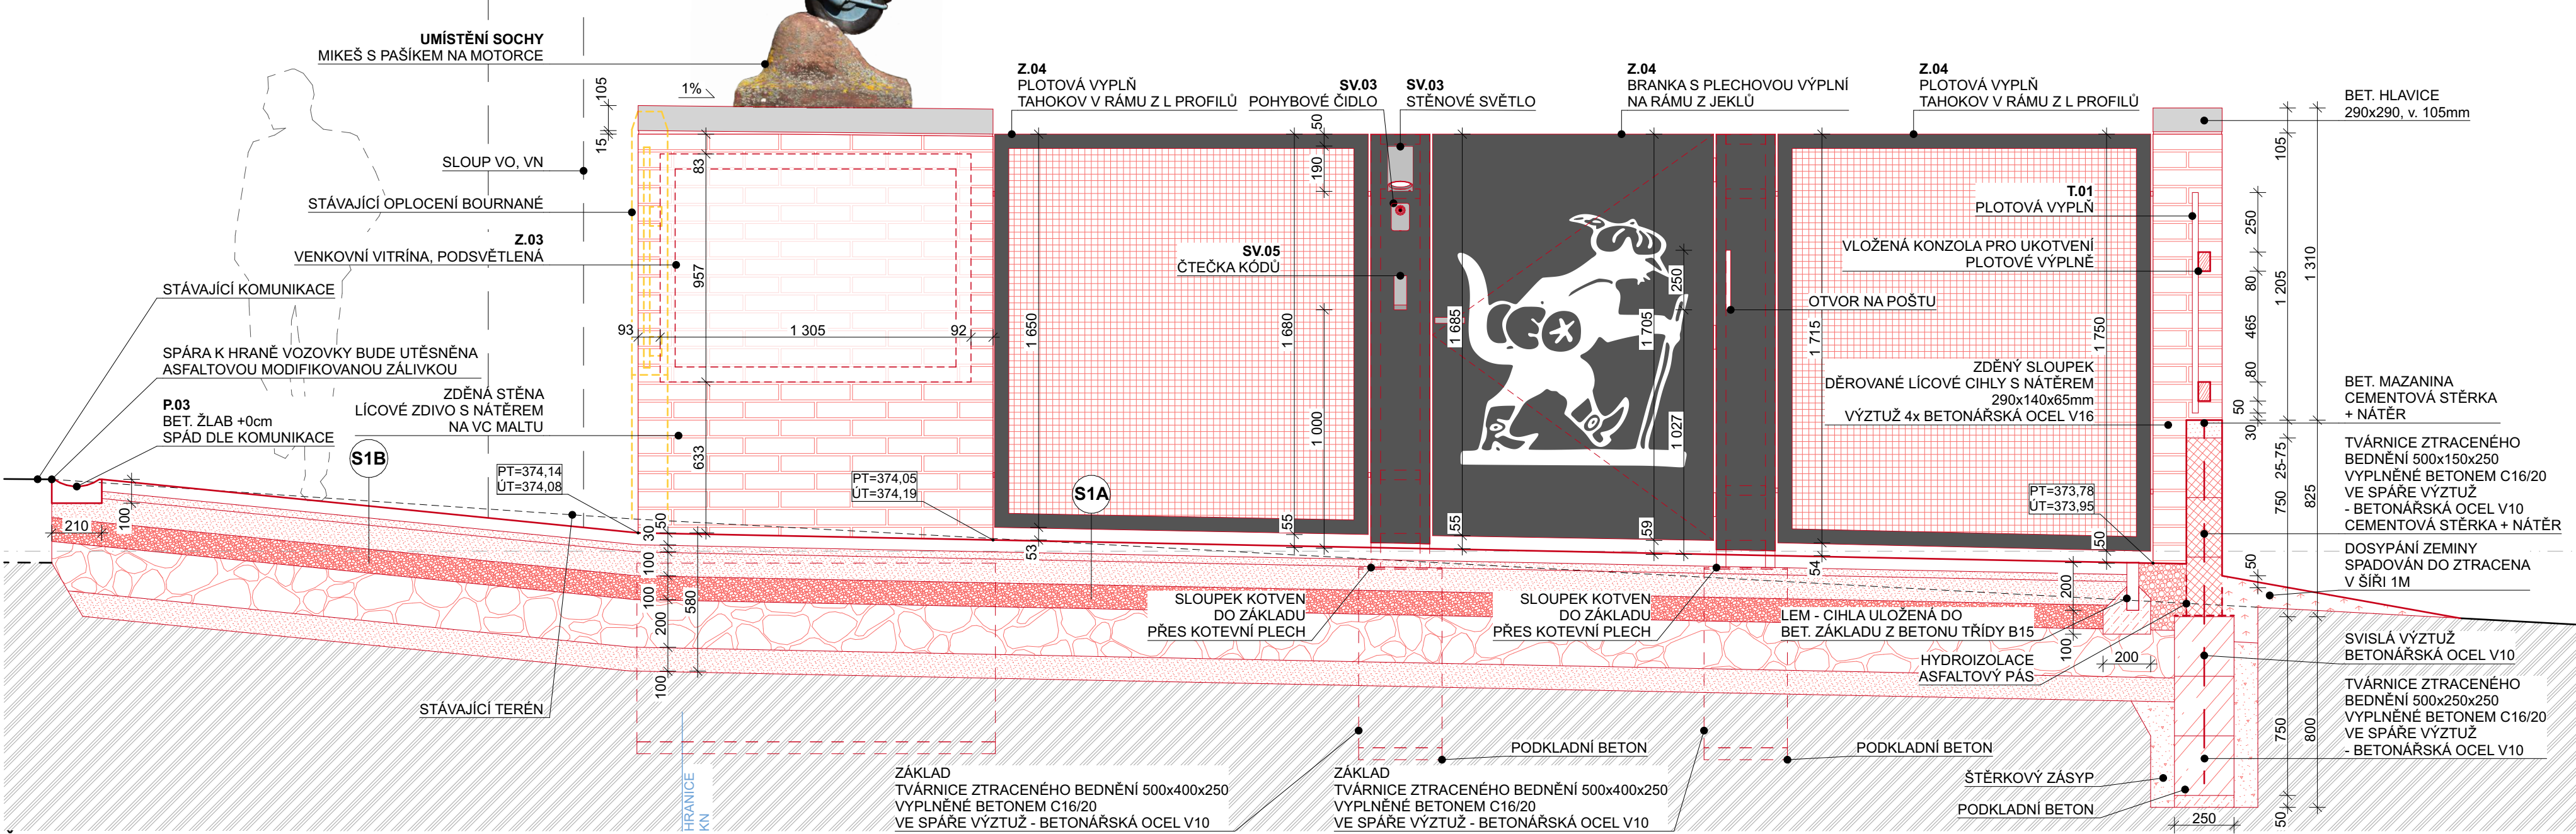 UMÍSTĚNÍ SOCHY
MIKEŠ S PAŠÍKEM NA MOTORCE
SLOUP VO, VN
STÁVAJÍCÍ OPLOCENÍ BOURNANÉ
Z.03
VENKOVNÍ VITRÍNA, PODSVĚTLENÁ
STÁVAJÍCÍ KOMUNIKACE
SPÁRA K HRANĚ VOZOVKY BUDE UTĚSNĚNA
ASFALTOVOU MODIFIKOVANOU ZÁLIVKOU
ZDĚNÁ STĚNA
LÍCOVÉ ZDIVO S NÁTĚREM
NA VC MALTU
P.03
BET. ŽLAB +0cm
SPÁD DLE KOMUNIKACE
S1B
210
100
STÁVAJÍCÍ TERÉN
105
15
1%
83
957
633
93
1 305
92
PT=374,14
ÚT=374,08
30
50
100
100
200
100
580
HRANICE
KN
Z.04
PLOTOVÁ VYPLŇ
TAHOKOV V RÁMU Z L PROFILŮ
SV.03
POHYBOVÉ ČIDLO
SV.03
STĚNOVÉ SVĚTLO
Z.04
BRANKA S PLECHOVOU VÝPLNÍ
NA RÁMU Z JEKLŮ
Z.04
PLOTOVÁ VYPLŇ
TAHOKOV V RÁMU Z L PROFILŮ
50
190
SV.05
ČTEČKA KÓDŮ
1 650
1 680
1 000
1 685
1 705
250
1 027
1 715
1 750
OTVOR NA POŠTU
PT=374,05
ÚT=374,19
S1A
53
55
55
59
54
50
PT=373,78
ÚT=373,95
SLOUPEK KOTVEN
DO ZÁKLADU
PŘES KOTEVNÍ PLECH
SLOUPEK KOTVEN
DO ZÁKLADU
PŘES KOTEVNÍ PLECH
LEM - CIHLA ULOŽENÁ DO
BET. ZÁKLADU Z BETONU TŘÍDY B15
HYDROIZOLACE
ASFALTOVÝ PÁS
200
100
200
PODKLADNÍ BETON
PODKLADNÍ BETON
ZÁKLAD
TVÁRNICE ZTRACENÉHO BEDNĚNÍ 500x400x250
VYPLNĚNÉ BETONEM C16/20
VE SPÁŘE VÝZTUŽ - BETONÁŘSKÁ OCEL V10
ZÁKLAD
TVÁRNICE ZTRACENÉHO BEDNĚNÍ 500x400x250
VYPLNĚNÉ BETONEM C16/20
VE SPÁŘE VÝZTUŽ - BETONÁŘSKÁ OCEL V10
ŠTĚRKOVÝ ZÁSYP
PODKLADNÍ BETON
T.01
PLOTOVÁ VYPLŇ
VLOŽENÁ KONZOLA PRO UKOTVENÍ
PLOTOVÉ VÝPLNĚ
ZDĚNÝ SLOUPEK
DĚROVANÉ LÍCOVÉ CIHLY S NÁTĚREM
290x140x65mm
VÝZTUŽ 4x BETONÁŘSKÁ OCEL V16
250
80
465
80
50
30
105
1 205
1 310
25-75
750
825
50
750
800
50
250
BET. HLAVICE
290x290, v. 105mm
BET. MAZANINA
CEMENTOVÁ STĚRKA
+ NÁTĚR
TVÁRNICE ZTRACENÉHO
BEDNĚNÍ 500x150x250
VYPLNĚNÉ BETONEM C16/20
VE SPÁŘE VÝZTUŽ
- BETONÁŘSKÁ OCEL V10
CEMENTOVÁ STĚRKA + NÁTĚR
DOSYPÁNÍ ZEMINY
SPADOVÁN DO ZTRACENA
V ŠÍŘI 1M
SVISLÁ VÝZTUŽ
BETONÁŘSKÁ OCEL V10
TVÁRNICE ZTRACENÉHO
BEDNĚNÍ 500x250x250
VYPLNĚNÉ BETONEM C16/20
VE SPÁŘE VÝZTUŽ
- BETONÁŘSKÁ OCEL V10